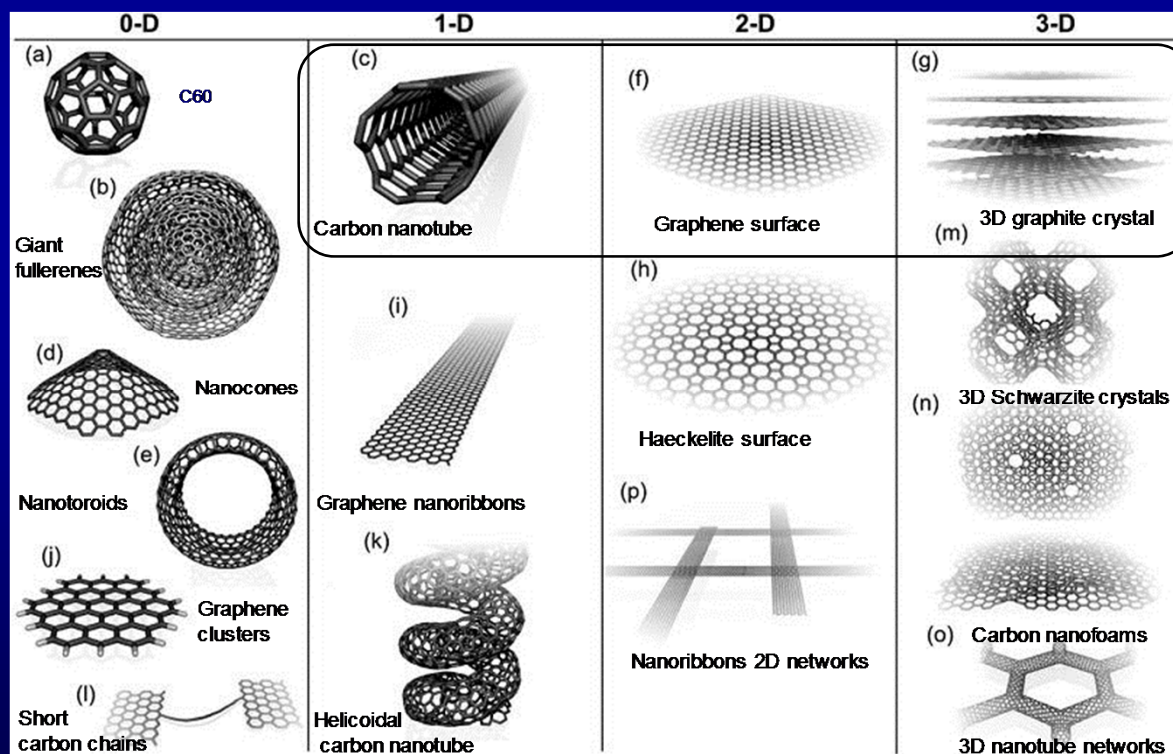 0-D
1-D
2-D
3-D
(a)
C60
(b)
Giant
fullerenes
(d)
Nanocones
(e)
Nanotoroids
(j)
Graphene
clusters
(l)
Short
carbon chains
(c)
Carbon nanotube
(i)
Graphene nanoribbons
(k)
Helicoidal
carbon nanotube
(f)
Graphene surface
(h)
Haeckelite surface
(p)
Nanoribbons 2D networks
(g)
3D graphite crystal
(m)
3D Schwarzite crystals
(n)
Carbon nanofoams
(o)
3D nanotube networks